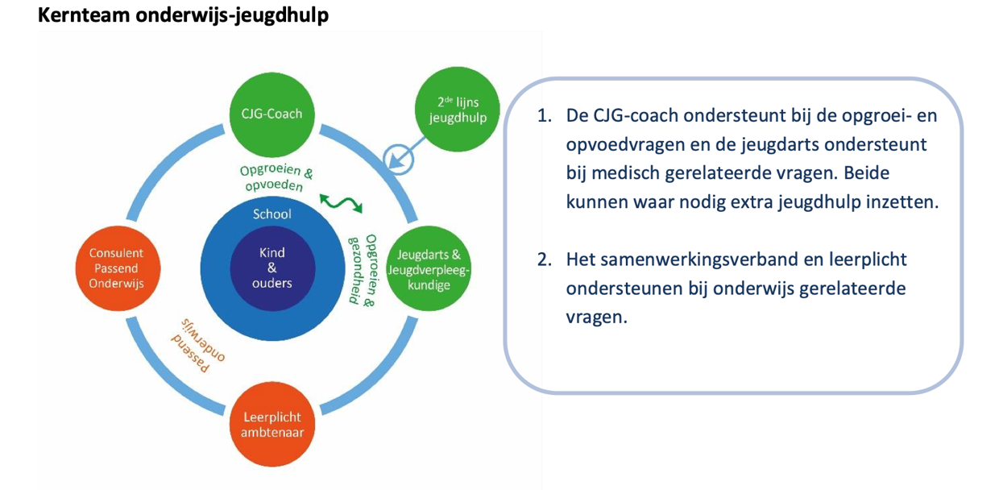 Kernteam onderwijs-jeugdhulp
CJG-Coach
2de lijns
jeugdhulp
Opgroeien &
opvoeden
School
Kind
&
ouders
Consulent
Passend
Onderwijs
Opgroeien &
gezondheid
Jeugdarts &
Jeugdverpleeg-
kundige
Passend
onderwijs
Leerplicht
ambtenaar
1. De CJG-coach ondersteunt bij de opgroei- en
opvoedvragen en de jeugdarts ondersteunt
bij medisch gerelateerde vragen. Beide
kunnen waar nodig extra jeugdhulp inzetten.
2. Het samenwerkingsverband en leerplicht
ondersteunen bij onderwijs gerelateerde
vragen.